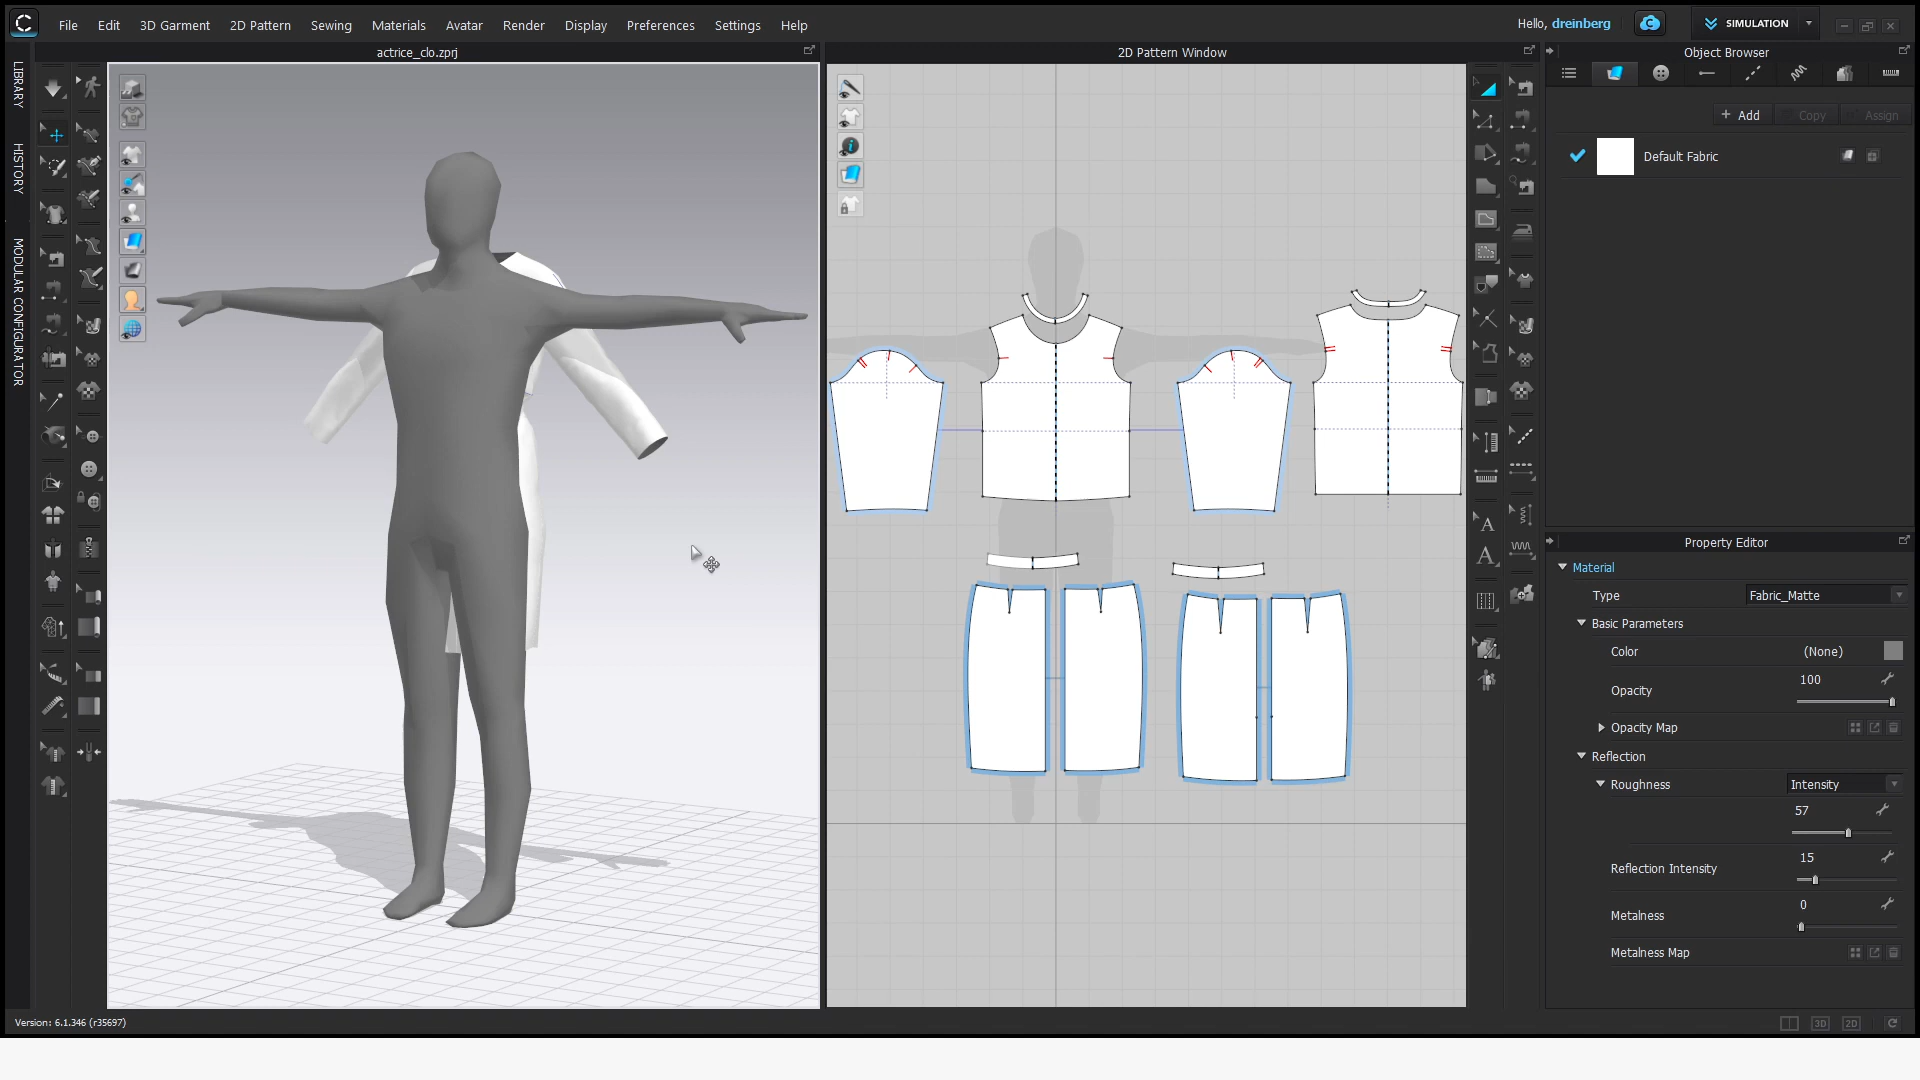 File Edit 3D Garment 2D Pattern Sewing Materials Avatar Render Display Preferences Settings Help
Hello, dreinberg
SIMULATION
actrice_clo.zprj
2D Pattern Window
Object Browser
LIBRARY
HISTORY
MODULAR CONFIGURATOR
+ Add
Copy
Assign
Default Fabric
A
A
Property Editor
Material
Type Fabric_Matte
Basic Parameters
Color (None)
Opacity 100
Opacity Map
Reflection
Roughness Intensity
57
Reflection Intensity 15
Metalness 0
Metalness Map
Version: 6.1.346 (r35697)
3D 2D